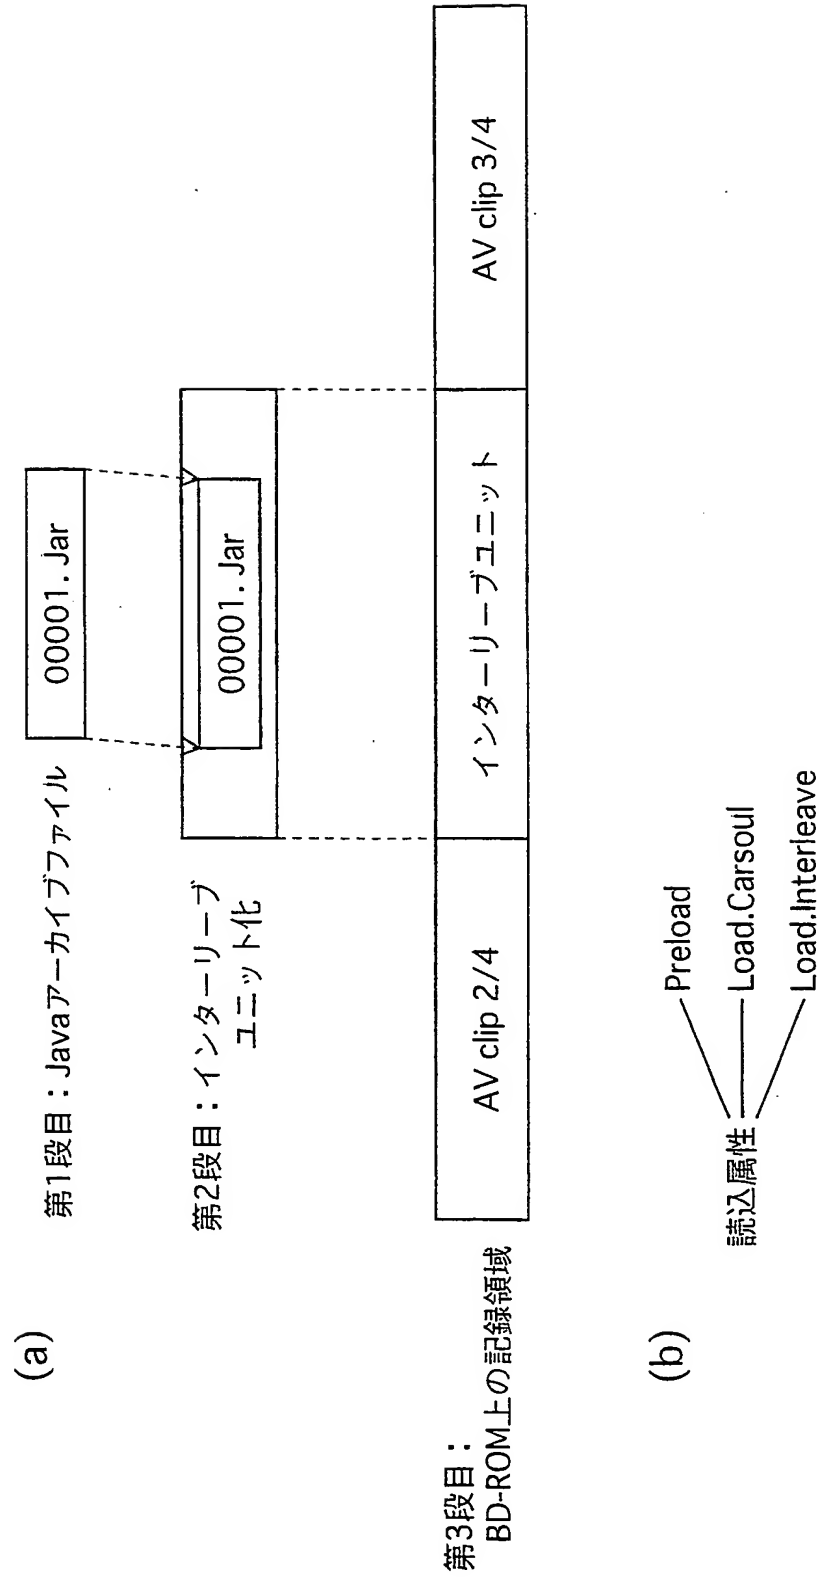 (a)
第1段目：Javaアーカイブファイル
00001. Jar
第2段目：インターリーブ
ユニット化
00001. Jar
第3段目：
BD-ROM上の記録領域
AV clip 2/4
インターリーブユニット
AV clip 3/4
(b)
読込属性
Preload
Load.Carsoul
Load.Interleave